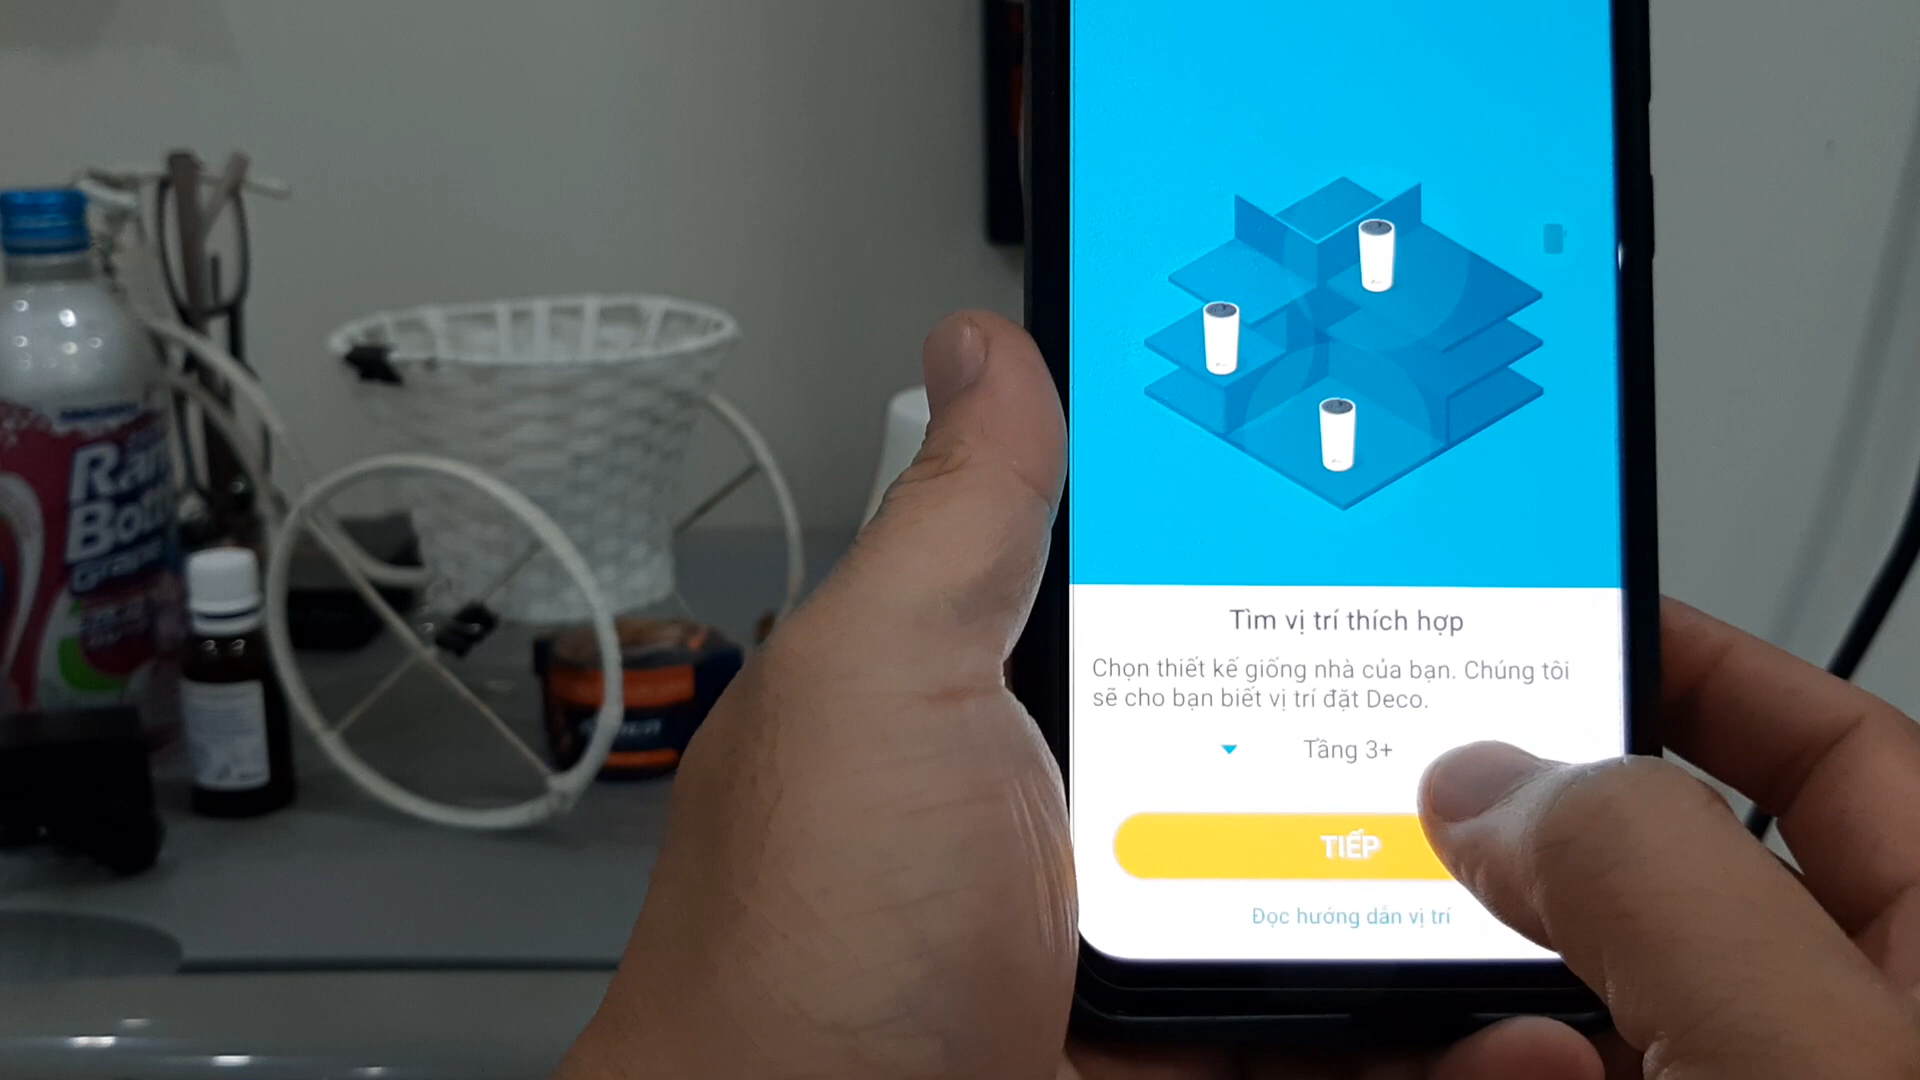 Tìm vị trí thích hợp
Chọn thiết kế giống nhà của bạn. Chúng tôi
sẽ cho bạn biết vị trí đặt Deco.
Tầng 3+
TIẾP
Đọc hướng dẫn vị trí